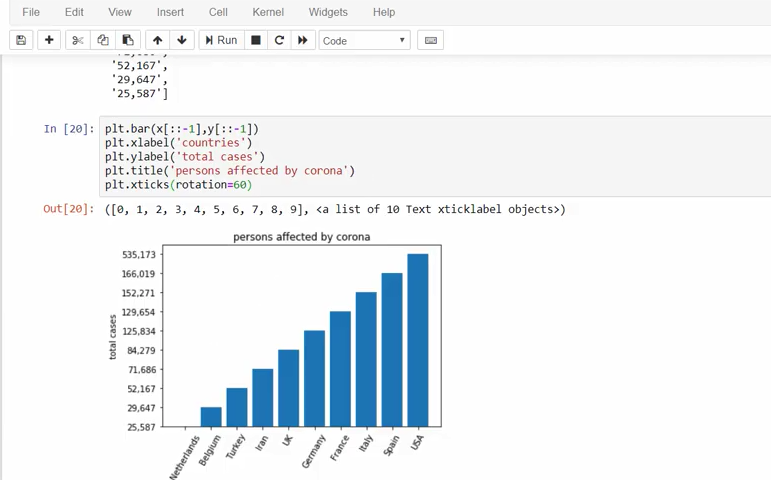 File Edit View Insert Cell Kernel Widgets Help
Run Code
'52,167',
'29,647',
'25,587']
In [20]: plt.bar(x[::-1],y[::-1])
plt.xlabel('countries')
plt.ylabel('total cases')
plt.title('persons affected by corona')
plt.xticks(rotation=60)
Out[20]: ([0, 1, 2, 3, 4, 5, 6, 7, 8, 9], <a list of 10 Text xticklabel objects>)
persons affected by corona
total cases
535,173
166,019
152,271
129,654
125,834
84,279
71,686
52,167
29,647
25,587
Netherlands
Belgium
Turkey
Iran
UK
Germany
France
Italy
Spain
USA